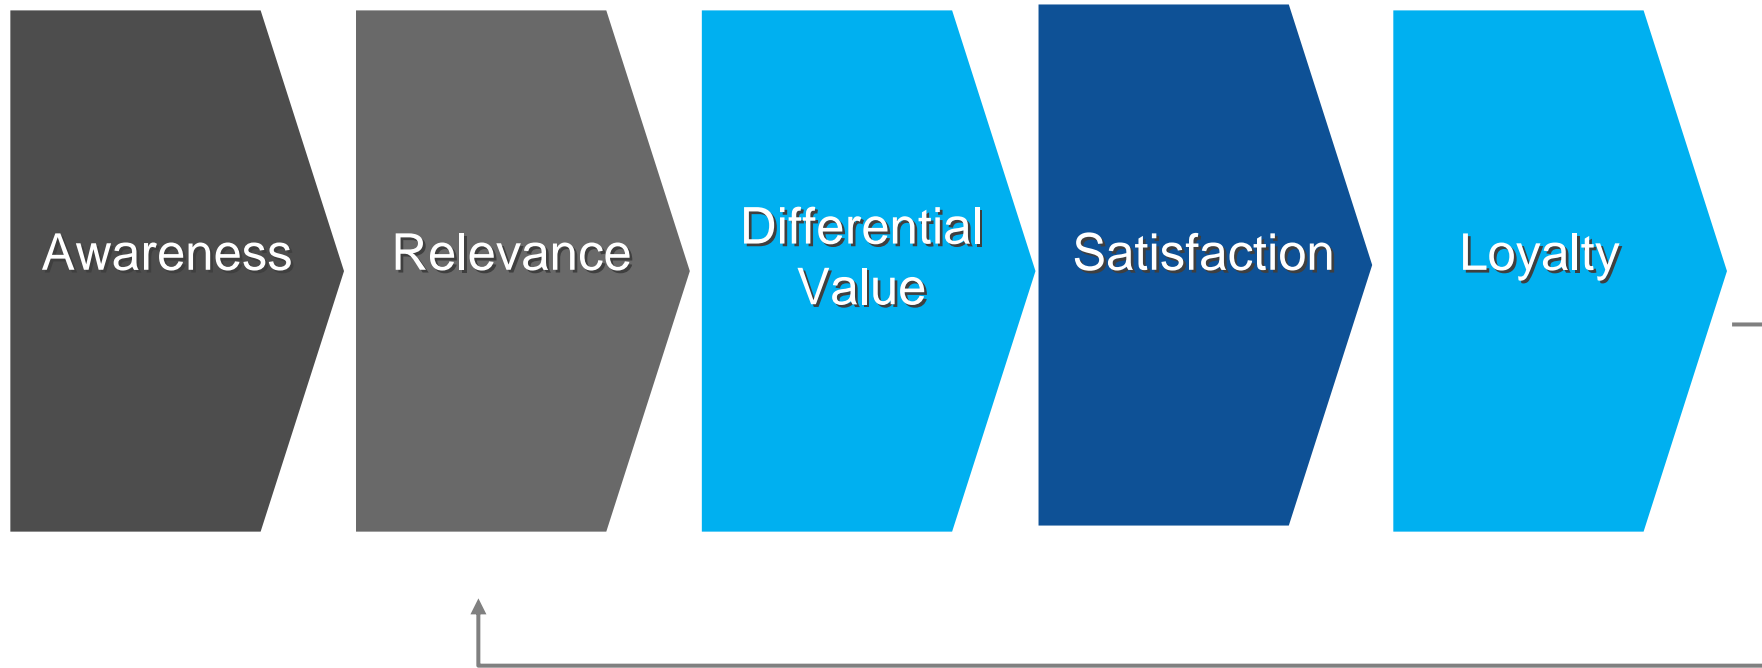 Awareness
Relevance
Differential
Value
Satisfaction
Loyalty